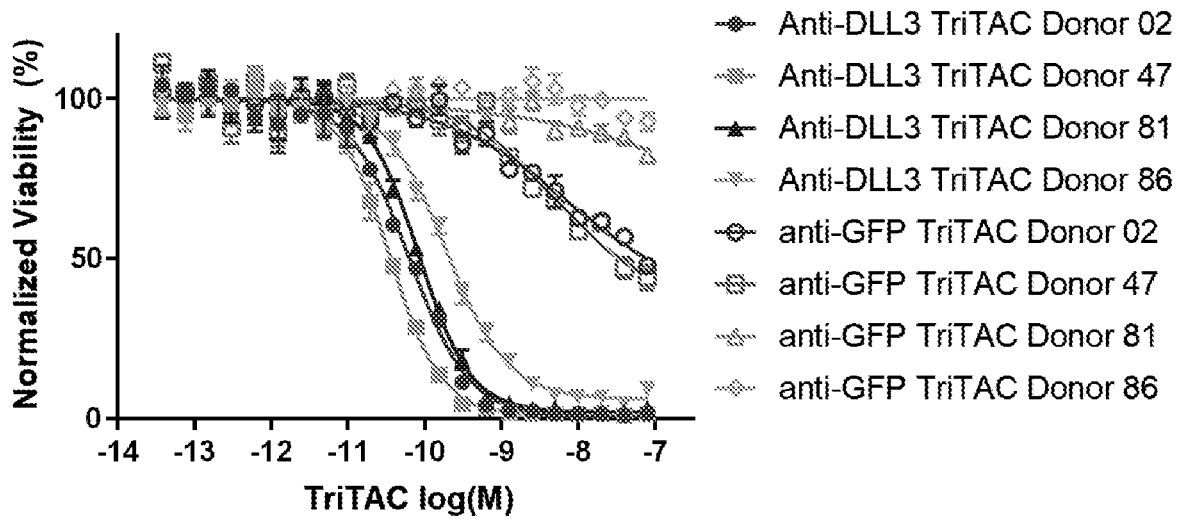 Normalized Viability (%)
100
50
0
-14 -13 -12 -11 -10 -9 -8 -7
TriTAC log(M)
Anti-DLL3 TriTAC Donor 02
Anti-DLL3 TriTAC Donor 47
Anti-DLL3 TriTAC Donor 81
Anti-DLL3 TriTAC Donor 86
anti-GFP TriTAC Donor 02
anti-GFP TriTAC Donor 47
anti-GFP TriTAC Donor 81
anti-GFP TriTAC Donor 86